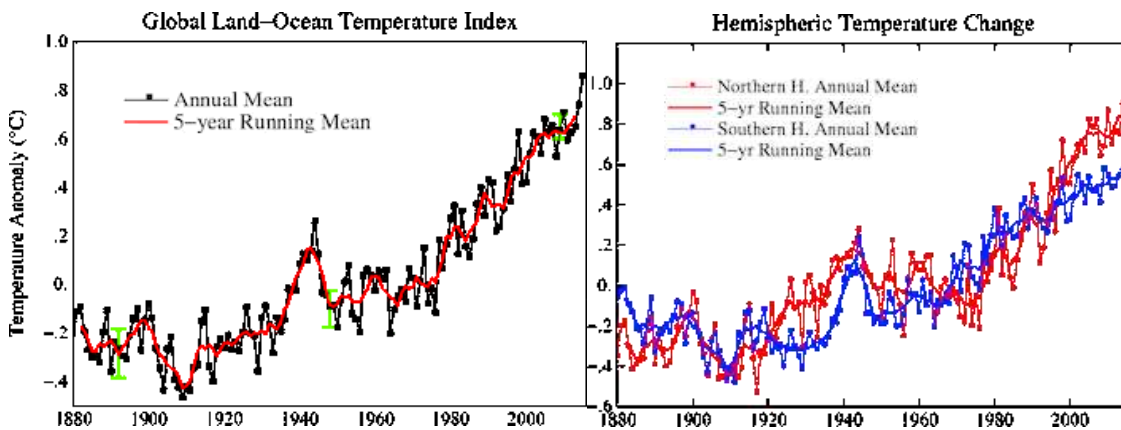 Global Land–Ocean Temperature Index
1.0
.8
.6
.4
.2
0.
-.2
-.4
Temperature Anomaly (°C)
Annual Mean
5-year Running Mean
1880 1900 1920 1940 1960 1980 2000
Hemispheric Temperature Change
1.0
.8
.6
.4
.2
0.
-.2
-.4
-.6
Northern H. Annual Mean
5-yr Running Mean
Southern H. Annual Mean
5-yr Running Mean
1880 1900 1920 1940 1960 1980 2000